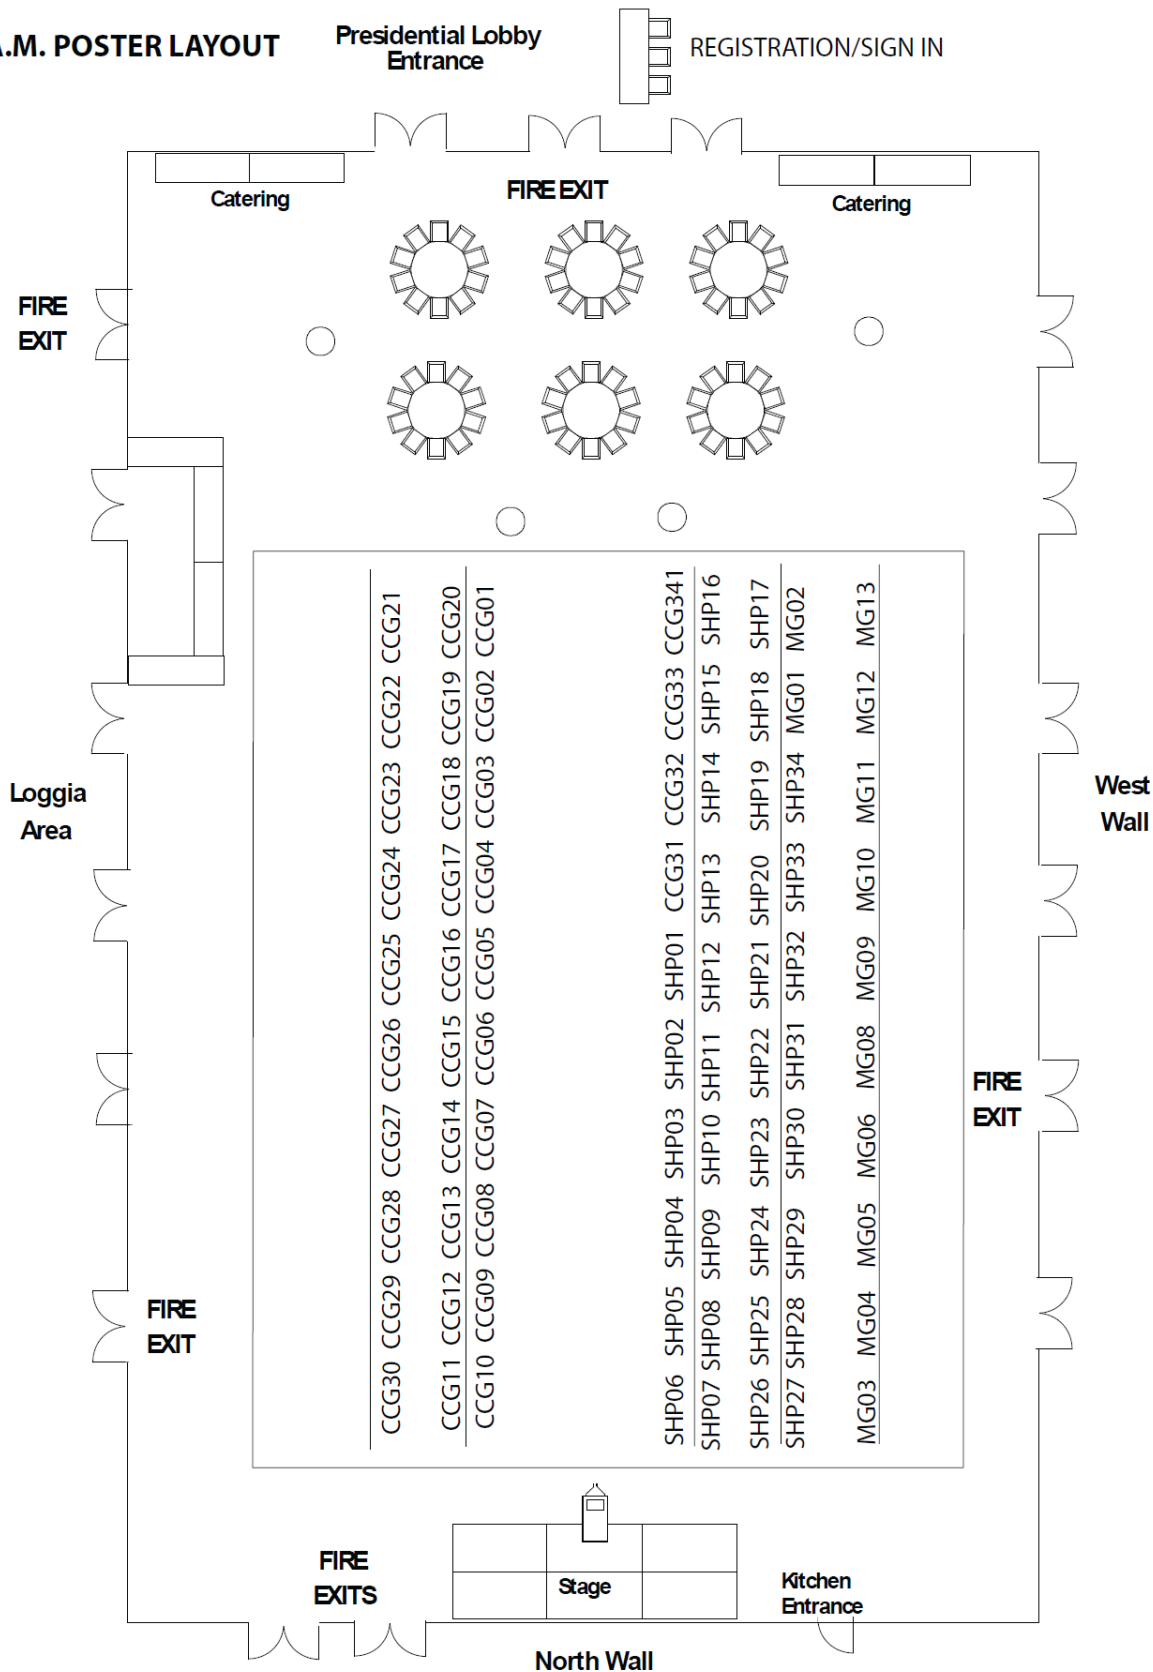 A.M. POSTER LAYOUT
Presidential Lobby
Entrance
REGISTRATION/SIGN IN
Catering
FIRE EXIT
Catering
FIRE
EXIT
CCG30 CCG29 CCG28 CCG27 CCG26 CCG25 CCG24 CCG23 CCG22 CCG21
CCG11 CCG12 CCG13 CCG14 CCG15 CCG16 CCG17 CCG18 CCG19 CCG20
CCG10 CCG09 CCG08 CCG07 CCG06 CCG05 CCG04 CCG03 CCG02 CCG01
SHP06 SHP05 SHP04 SHP03 SHP02 SHP01 CCG31 CCG32 CCG33 CCG341
SHP07 SHP08 SHP09 SHP10 SHP11 SHP12 SHP13 SHP14 SHP15 SHP16
SHP26 SHP25 SHP24 SHP23 SHP22 SHP21 SHP20 SHP19 SHP18 SHP17
SHP27 SHP28 SHP29 SHP30 SHP31 SHP32 SHP33 SHP34 MG01 MG02
MG03 MG04 MG05 MG06 MG08 MG09 MG10 MG11 MG12 MG13
Loggia
Area
West
Wall
FIRE
EXIT
FIRE
EXIT
FIRE
EXITS
Stage
Kitchen
Entrance
North Wall